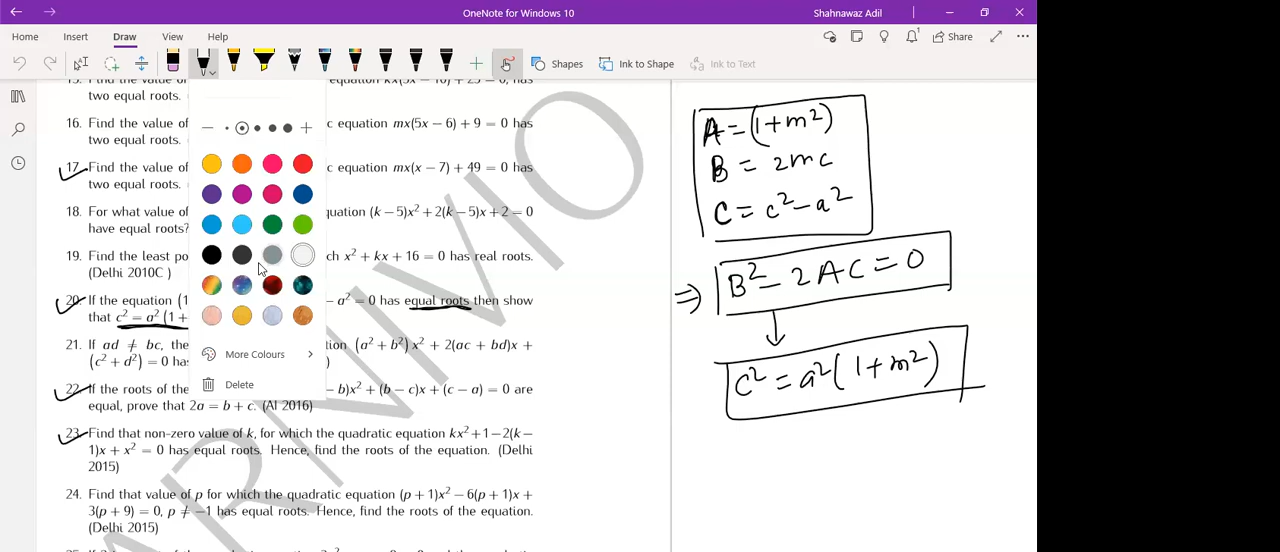 OneNote for Windows 10
Shahnawaz Adil
Home Insert Draw View Help
Share
Shapes
Ink to Shape
Ink to Text
15. Find the value of
two equal roots.
16. Find the value of c equation mx(5x − 6) + 9 = 0 has
two equal roots.
17. Find the value of c equation mx(x − 7) + 49 = 0 has
two equal roots.
18. For what value of quation (k − 5)x² + 2(k − 5)x + 2 = 0
have equal roots?
19. Find the least po ch x² + kx + 16 = 0 has real roots.
(Delhi 2010C )
20. If the equation (1 − a² = 0 has equal roots then show
that c² = a² (1 +
21. If ad ≠ bc, the tion (a² + b²) x² + 2(ac + bd)x +
(c² + d²) = 0 has )
22. If the roots of the − b)x² + (b − c)x + (c − a) = 0 are
equal, prove that 2a = b + c. (AI 2016)
23. Find that non-zero value of k, for which the quadratic equation kx² + 1 − 2(k −
1)x + x² = 0 has equal roots. Hence, find the roots of the equation. (Delhi
2015)
24. Find that value of p for which the quadratic equation (p + 1)x² − 6(p + 1)x +
3(p + 9) = 0, p ≠ −1 has equal roots. Hence, find the roots of the equation.
(Delhi 2015)
More Colours
Delete
ARNIVIO
A = (1+m²)
B = 2mc
C = c² − a²
⇒ B² − 2AC = 0
c² = a²(1+m²)